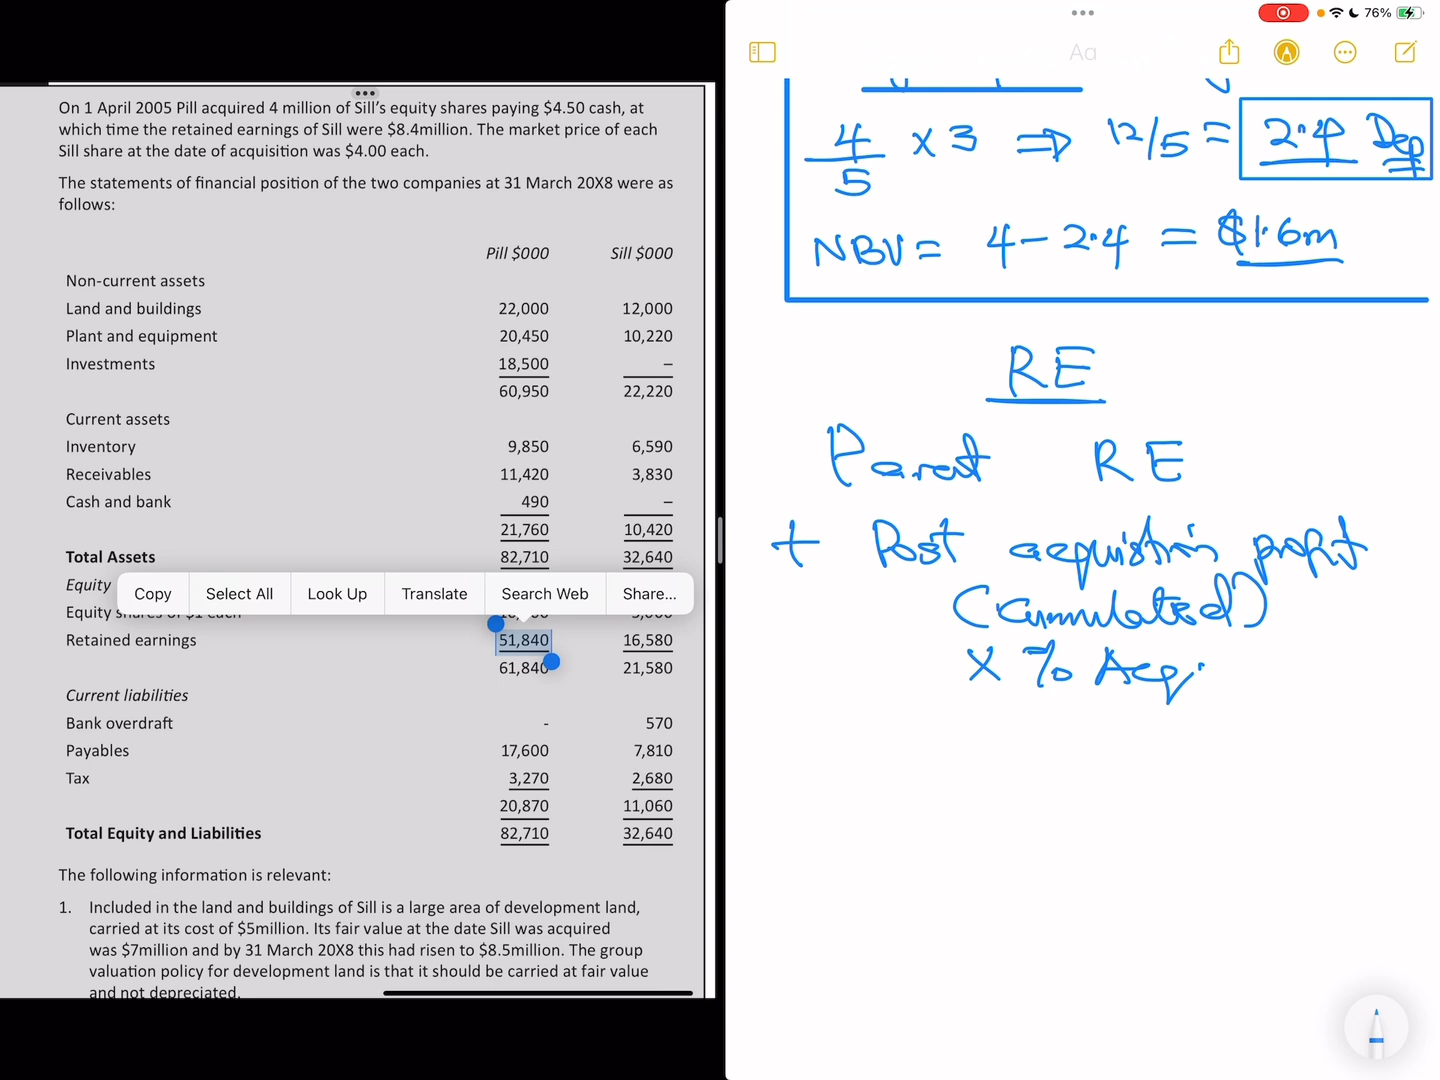 76%
Aa
On 1 April 2005 Pill acquired 4 million of Sill's equity shares paying $4.50 cash, at
which time the retained earnings of Sill were $8.4million. The market price of each
Sill share at the date of acquisition was $4.00 each.
The statements of financial position of the two companies at 31 March 20X8 were as
follows:
Pill $000 Sill $000
Non-current assets
Land and buildings 22,000 12,000
Plant and equipment 20,450 10,220
Investments 18,500 –
60,950 22,220
Current assets
Inventory 9,850 6,590
Receivables 11,420 3,830
Cash and bank 490 –
21,760 10,420
Total Assets 82,710 32,640
Equity
Copy Select All Look Up Translate Search Web Share...
Equity
Retained earnings 51,840 16,580
61,840 21,580
Current liabilities
Bank overdraft - 570
Payables 17,600 7,810
Tax 3,270 2,680
20,870 11,060
Total Equity and Liabilities 82,710 32,640
The following information is relevant:
1. Included in the land and buildings of Sill is a large area of development land,
carried at its cost of $5million. Its fair value at the date Sill was acquired
was $7million and by 31 March 20X8 this had risen to $8.5million. The group
valuation policy for development land is that it should be carried at fair value
and not depreciated.
4/5 x 3 ⇒ 12/5 = 2.4 Dep
NBV = 4 - 2.4 = $1.6m
RE
Parent RE
+ Post acquistion profit
(cumulated)
x % Acq.